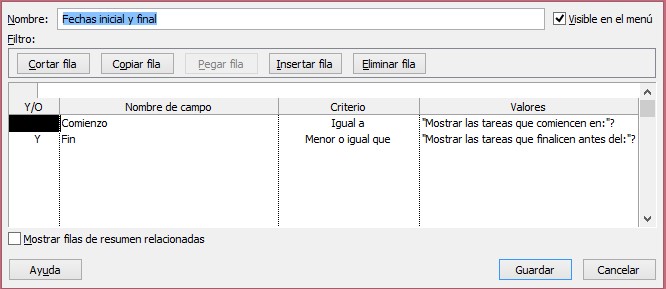 Nombre: Fechas inicial y final Visible en el menú
Filtro:
Cortar fila Copiar fila Pegar fila Insertar fila Eliminar fila
Y/O Nombre de campo Criterio Valores
Comienzo Igual a "Mostrar las tareas que comiencen en:"?
Y Fin Menor o igual que "Mostrar las tareas que finalicen antes del:"?
Mostrar filas de resumen relacionadas
Ayuda Guardar Cancelar